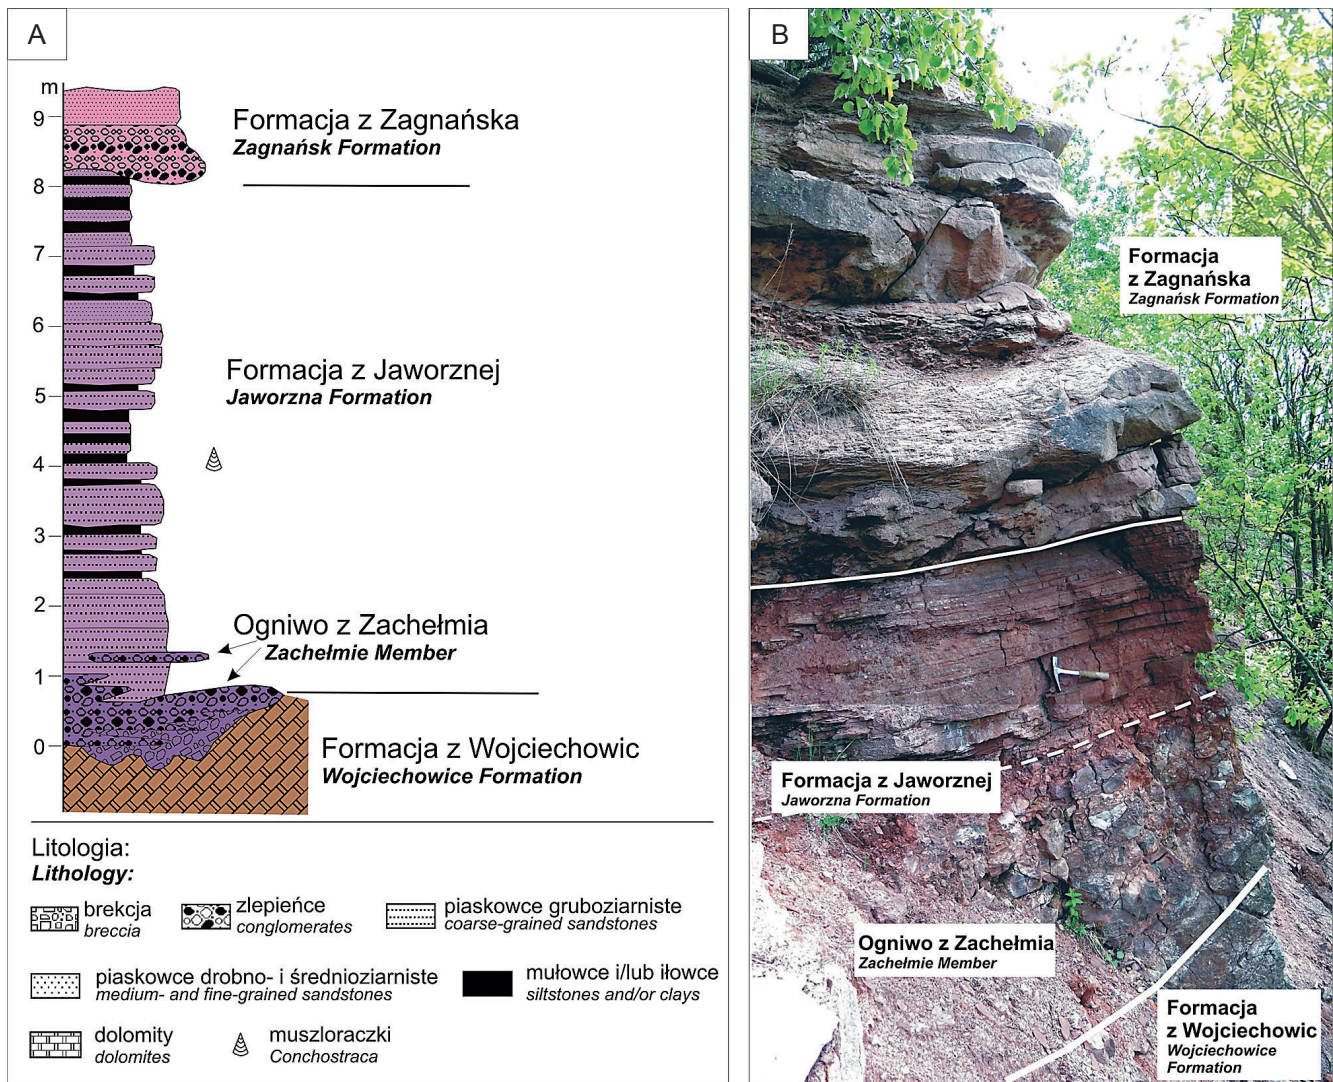 A
m
9
8
7
6
5
4
3
2
1
0
Formacja z Zagnańska
Zagnańsk Formation
Formacja z Jaworznej
Jaworzna Formation
Ogniwo z Zachełmia
Zachełmie Member
Formacja z Wojciechowic
Wojciechowice Formation
Litologia:
Lithology:
brekcja
breccia
zlepieńce
conglomerates
piaskowce gruboziarniste
coarse-grained sandstones
piaskowce drobno- i średnioziarniste
medium- and fine-grained sandstones
mułowce i/lub iłowce
siltstones and/or clays
dolomity
dolomites
muszloraczki
Conchostraca
B
Formacja
z Zagnańska
Zagnańsk Formation
Formacja z Jaworznej
Jaworzna Formation
Ogniwo z Zachełmia
Zachełmie Member
Formacja
z Wojciechowic
Wojciechowice
Formation